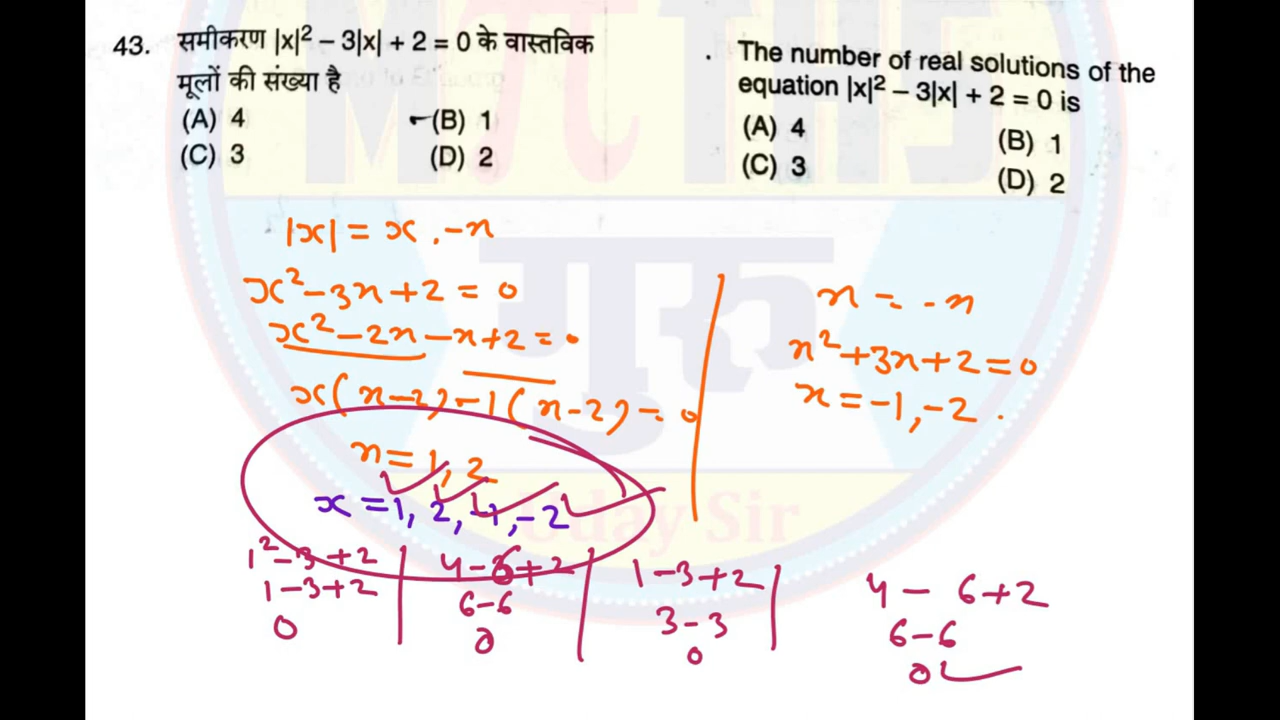 43. समीकरण |x|² – 3|x| + 2 = 0 के वास्तविक
मूलों की संख्या है
(A) 4 (B) 1
(C) 3 (D) 2
The number of real solutions of the
equation |x|² – 3|x| + 2 = 0 is
(A) 4 (B) 1
(C) 3 (D) 2
|x| = x, -x
x² - 3x + 2 = 0
x² - 2x - x + 2 = 0
x(x-2) -1(x-2) = 0
x = 1, 2
x = 1, 2, -1, -2
x = -x
x² + 3x + 2 = 0
x = -1, -2.
1² - 3 + 2
1 - 3 + 2
0
4 - 6 + 2
6 - 6
0
1 - 3 + 2
3 - 3
0
4 - 6 + 2
6 - 6
0
MπTHS
गुरु
Uday Sir